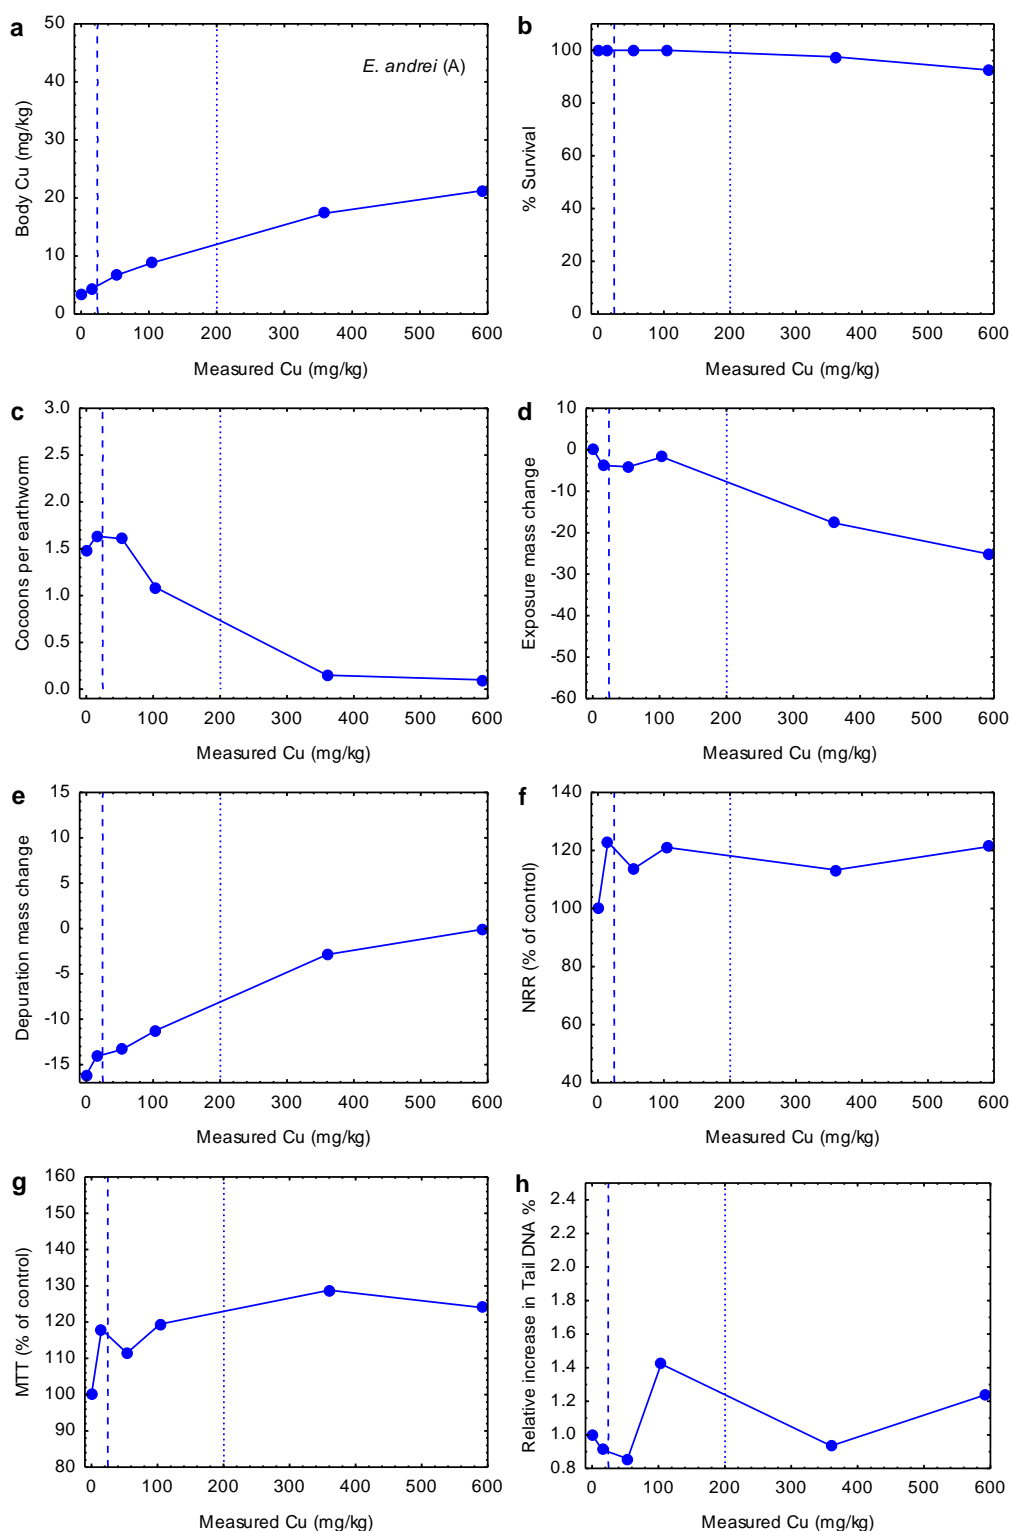 a
50
40
30
20
10
0
Body Cu (mg/kg)
E. andrei (A)
0 100 200 300 400 500 600
Measured Cu (mg/kg)
b
100
80
60
40
20
0
% Survival
0 100 200 300 400 500 600
Measured Cu (mg/kg)
c
3.0
2.5
2.0
1.5
1.0
0.5
0.0
Cocoons per earthworm
0 100 200 300 400 500 600
Measured Cu (mg/kg)
d
10
0
-10
-20
-30
-40
-50
-60
Exposure mass change
0 100 200 300 400 500 600
Measured Cu (mg/kg)
e
15
10
5
0
-5
-10
-15
Depuration mass change
0 100 200 300 400 500 600
Measured Cu (mg/kg)
f
140
120
100
80
60
40
NRR (% of control)
0 100 200 300 400 500 600
Measured Cu (mg/kg)
g
160
150
140
130
120
110
100
90
80
MTT (% of control)
0 100 200 300 400 500 600
Measured Cu (mg/kg)
h
2.4
2.2
2.0
1.8
1.6
1.4
1.2
1.0
0.8
Relative increase in Tail DNA %
0 100 200 300 400 500 600
Measured Cu (mg/kg)